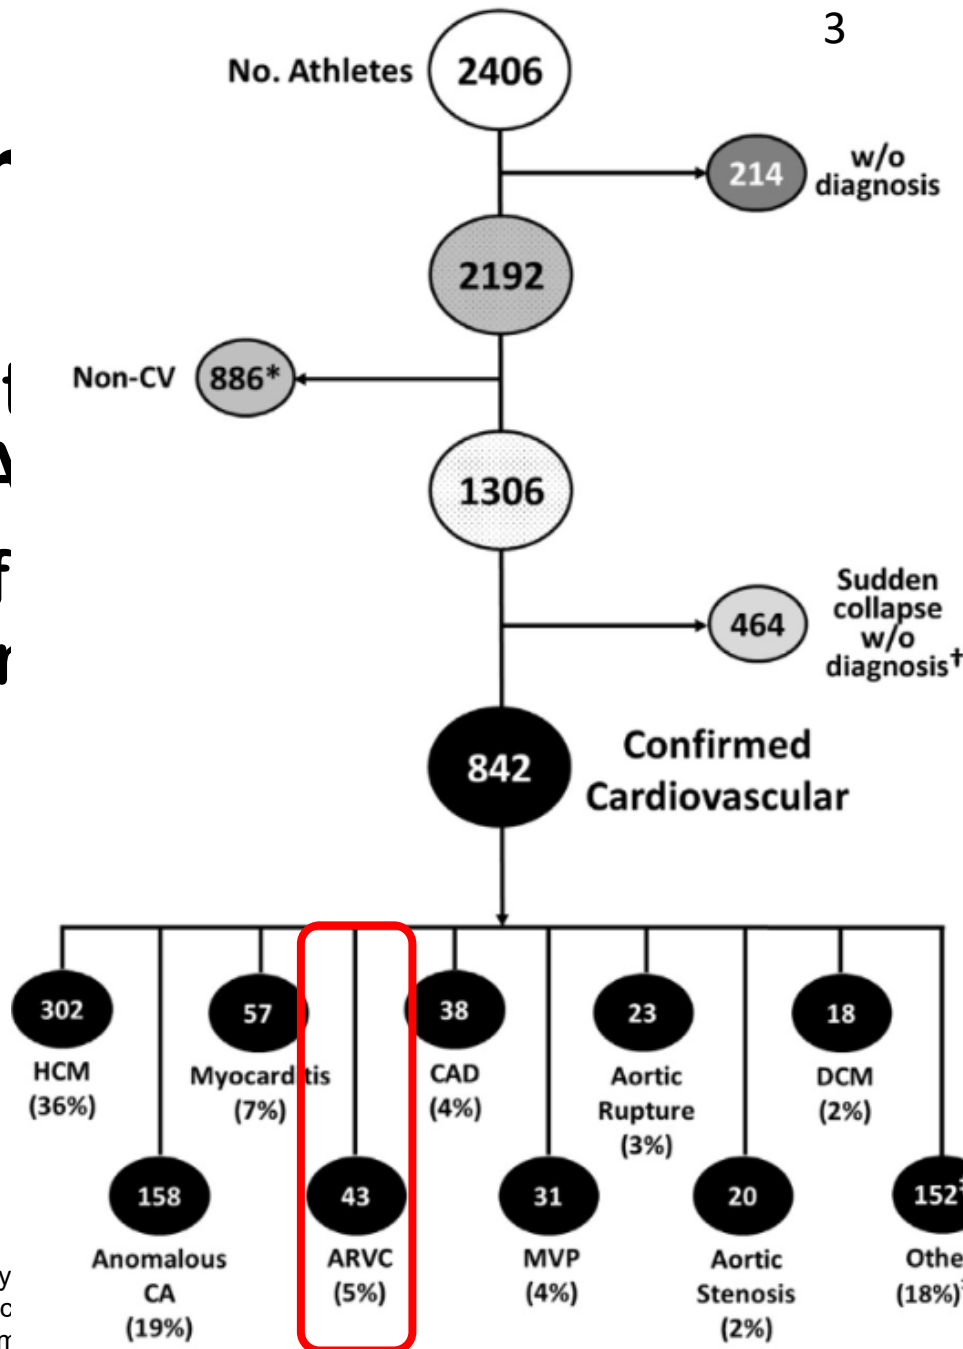 3
No. Athletes
2406
214
w/o
diagnosis
2192
Non-CV
886*
1306
464
Sudden
collapse
w/o
diagnosis†
842
Confirmed
Cardiovascular
302
HCM
(36%)
57
Myocarditis
(7%)
38
CAD
(4%)
23
Aortic
Rupture
(3%)
18
DCM
(2%)
158
Anomalous
CA
(19%)
43
ARVC
(5%)
31
MVP
(4%)
20
Aortic
Stenosis
(2%)
152
Othe
(18%)